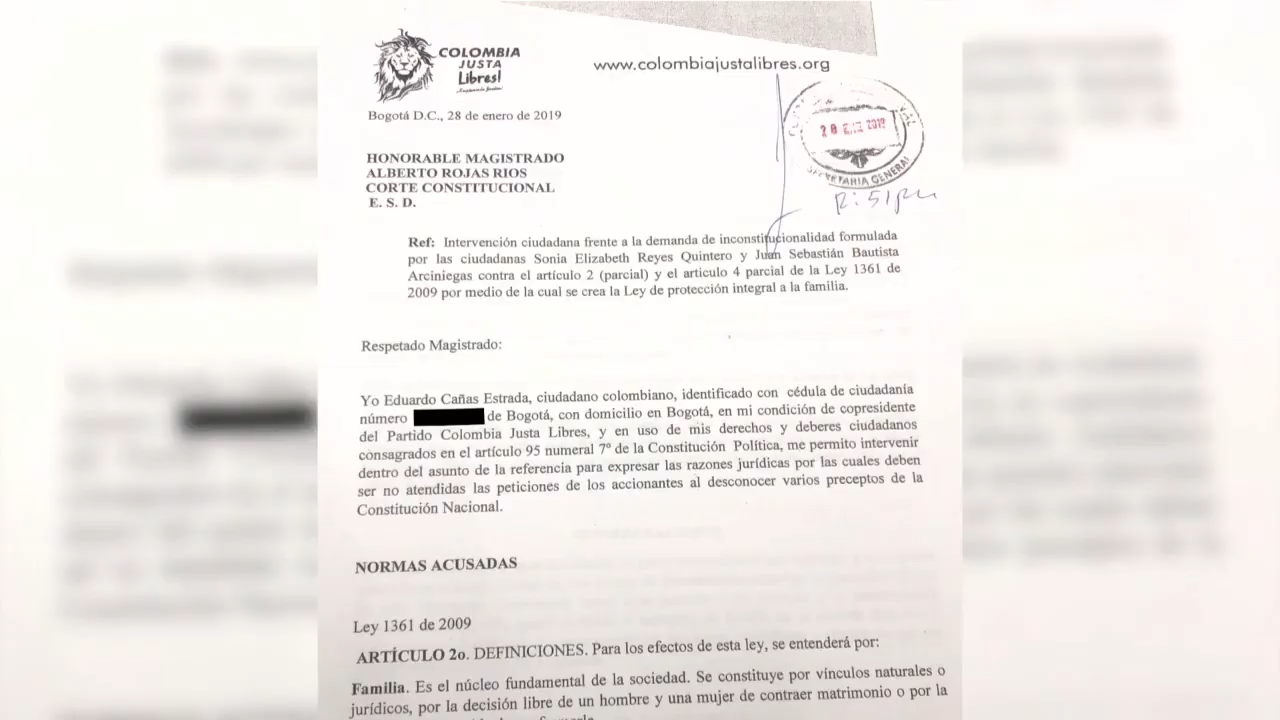 COLOMBIA
JUSTA
Libres!
www.colombiajustalibres.org
Bogotá D.C., 28 de enero de 2019
28 ENE 2019
SECRETARIA GENERAL
HONORABLE MAGISTRADO
ALBERTO ROJAS RIOS
CORTE CONSTITUCIONAL
E. S. D.
Ref: Intervención ciudadana frente a la demanda de inconstitucionalidad formulada
por las ciudadanas Sonia Elizabeth Reyes Quintero y Juan Sebastián Bautista
Arciniegas contra el artículo 2 (parcial) y el articulo 4 parcial de la Ley 1361 de
2009 por medio de la cual se crea la Ley de protección integral a la familia.
Respetado Magistrado:
Yo Eduardo Cañas Estrada, ciudadano colombiano, identificado con cédula de ciudadanía
número de Bogotá, con domicilio en Bogotá, en mi condición de copresidente
del Partido Colombia Justa Libres, y en uso de mis derechos y deberes ciudadanos
consagrados en el artículo 95 numeral 7º de la Constitución Política, me permito intervenir
dentro del asunto de la referencia para expresar las razones jurídicas por las cuales deben
ser no atendidas las peticiones de los accionantes al desconocer varios preceptos de la
Constitución Nacional.
NORMAS ACUSADAS
Ley 1361 de 2009
ARTÍCULO 2o. DEFINICIONES. Para los efectos de esta ley, se entenderá por:
Familia. Es el núcleo fundamental de la sociedad. Se constituye por vínculos naturales o
jurídicos, por la decisión libre de un hombre y una mujer de contraer matrimonio o por la